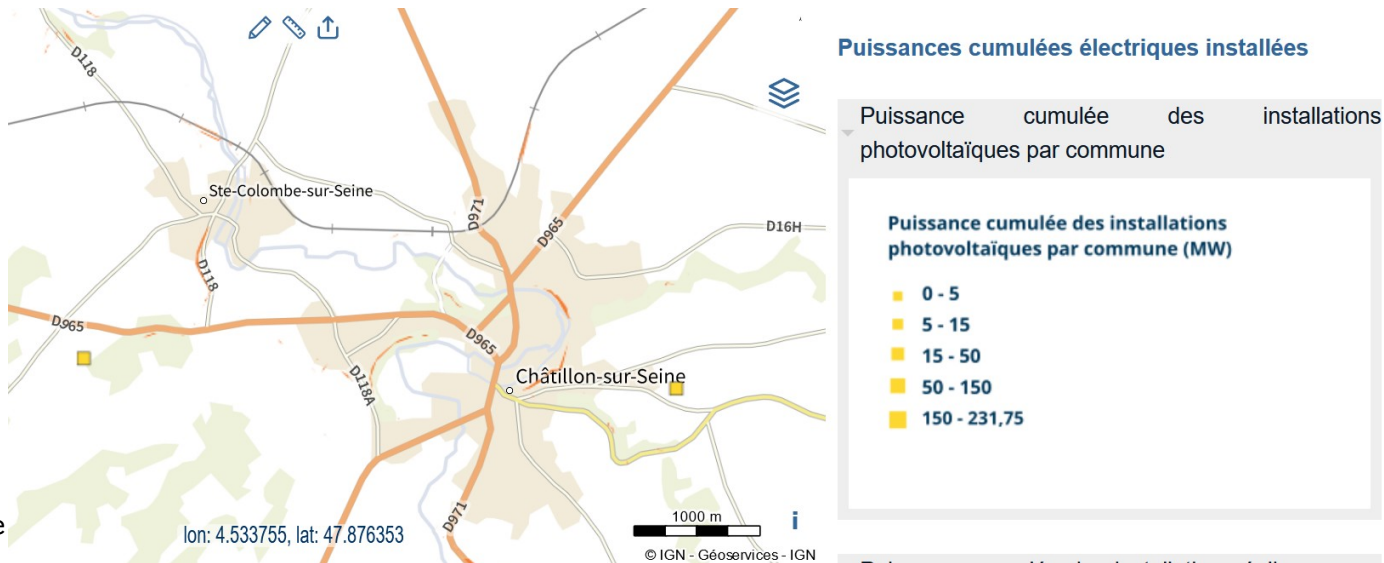 D118
Ste-Colombe-sur-Seine
D971
D965
D16H
D118
D965
D965
D118A
Châtillon-sur-Seine
D971
e
lon: 4.533755, lat: 47.876353
1000 m
i
© IGN - Géoservices - IGN
Puissances cumulées électriques installées
Puissance cumulée des installations
photovoltaïques par commune
Puissance cumulée des installations
photovoltaïques par commune (MW)
0 - 5
5 - 15
15 - 50
50 - 150
150 - 231,75